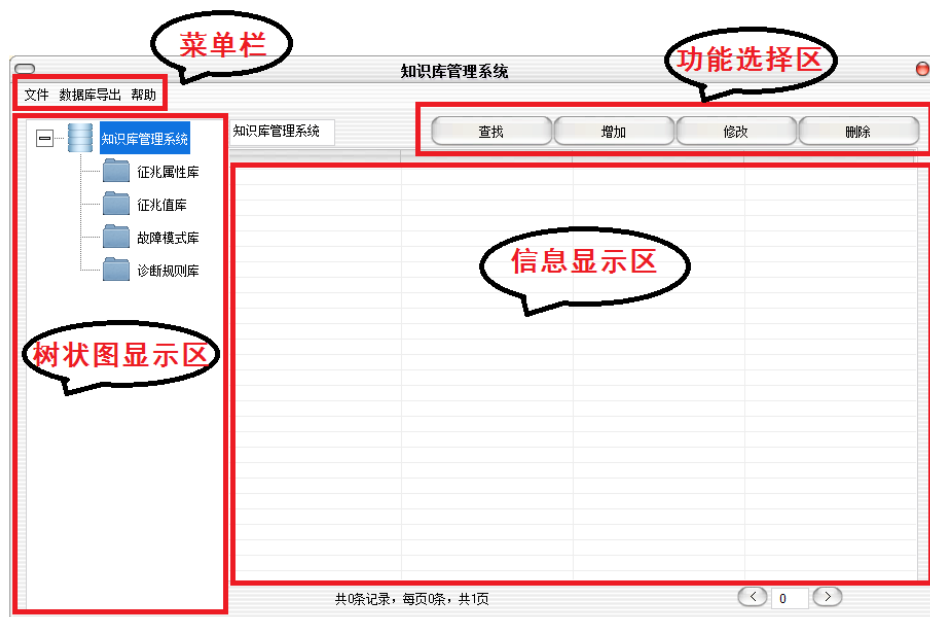 菜单栏
功能选择区
知识库管理系统
文件 数据库导出 帮助
知识库管理系统
知识库管理系统
查找 增加 修改 删除
征兆属性库
征兆值库
故障模式库
诊断规则库
信息显示区
树状图显示区
共0条记录，每页0条，共1页
0